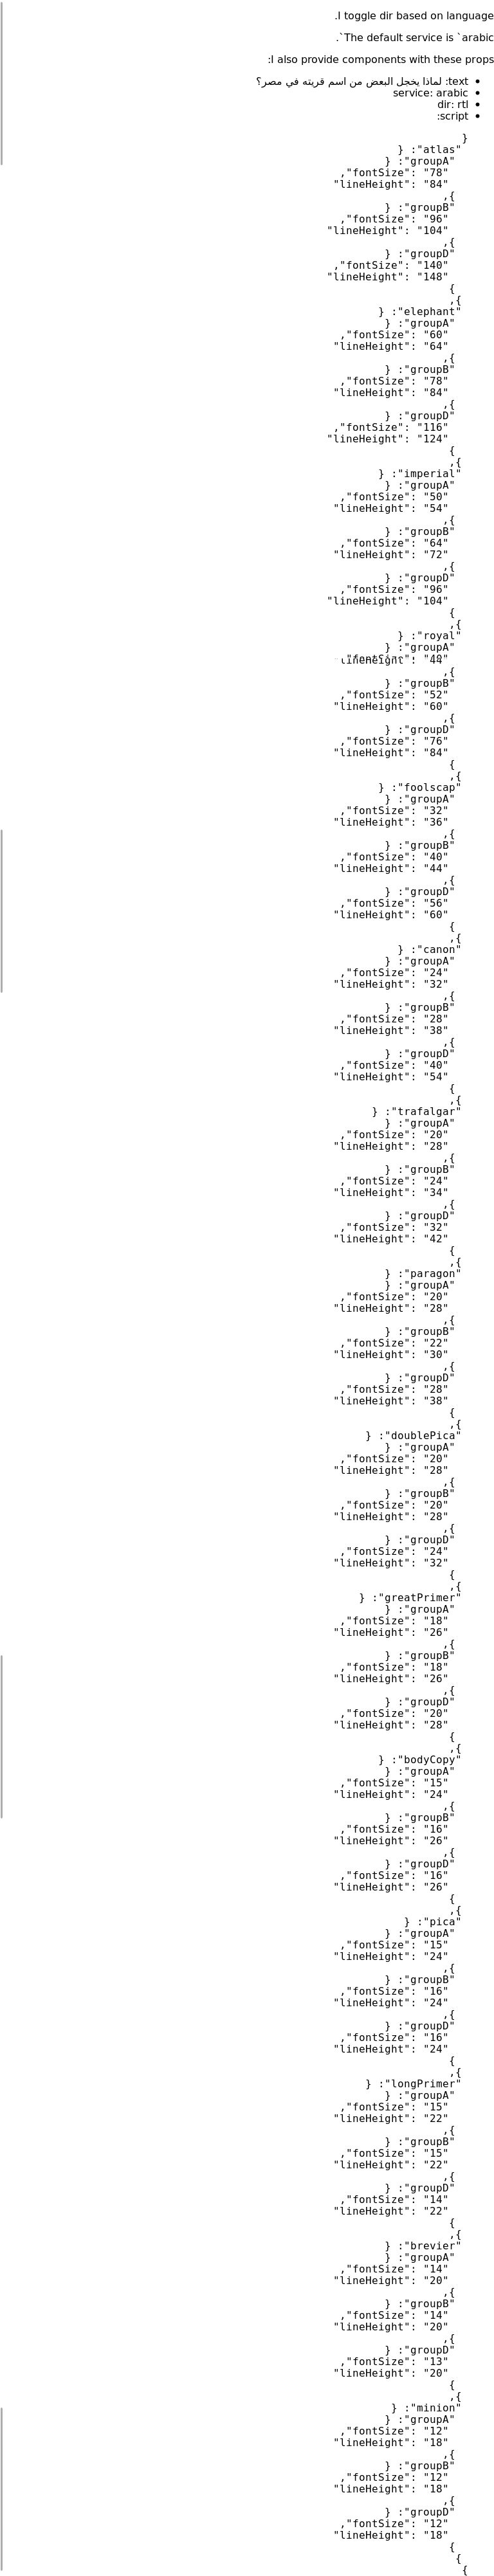 I toggle dir based on language.
The default service is `arabic`.
I also provide components with these props:
• text: لماذا يخجل البعض من اسم قريته في مصر؟
• service: arabic
• dir: rtl
• script:
{
"atlas": {
"groupA": {
"fontSize": "78",
"lineHeight": "84"
},
"groupB": {
"fontSize": "96",
"lineHeight": "104"
},
"groupD": {
"fontSize": "140",
"lineHeight": "148"
}
},
"elephant": {
"groupA": {
"fontSize": "60",
"lineHeight": "64"
},
"groupB": {
"fontSize": "78",
"lineHeight": "84"
},
"groupD": {
"fontSize": "116",
"lineHeight": "124"
}
},
"imperial": {
"groupA": {
"fontSize": "50",
"lineHeight": "54"
},
"groupB": {
"fontSize": "64",
"lineHeight": "72"
},
"groupD": {
"fontSize": "96",
"lineHeight": "104"
}
},
"royal": {
"groupA": {
"fontSize":
"lineHeight": "44"
},
"groupB": {
"fontSize": "52",
"lineHeight": "60"
},
"groupD": {
"fontSize": "76",
"lineHeight": "84"
}
},
"foolscap": {
"groupA": {
"fontSize": "32",
"lineHeight": "36"
},
"groupB": {
"fontSize": "40",
"lineHeight": "44"
},
"groupD": {
"fontSize": "56",
"lineHeight": "60"
}
},
"canon": {
"groupA": {
"fontSize": "24",
"lineHeight": "32"
},
"groupB": {
"fontSize": "28",
"lineHeight": "38"
},
"groupD": {
"fontSize": "40",
"lineHeight": "54"
}
},
"trafalgar": {
"groupA": {
"fontSize": "20",
"lineHeight": "28"
},
"groupB": {
"fontSize": "24",
"lineHeight": "34"
},
"groupD": {
"fontSize": "32",
"lineHeight": "42"
}
},
"paragon": {
"groupA": {
"fontSize": "20",
"lineHeight": "28"
},
"groupB": {
"fontSize": "22",
"lineHeight": "30"
},
"groupD": {
"fontSize": "28",
"lineHeight": "38"
}
},
"doublePica": {
"groupA": {
"fontSize": "20",
"lineHeight": "28"
},
"groupB": {
"fontSize": "20",
"lineHeight": "28"
},
"groupD": {
"fontSize": "24",
"lineHeight": "32"
}
},
"greatPrimer": {
"groupA": {
"fontSize": "18",
"lineHeight": "26"
},
"groupB": {
"fontSize": "18",
"lineHeight": "26"
},
"groupD": {
"fontSize": "20",
"lineHeight": "28"
}
},
"bodyCopy": {
"groupA": {
"fontSize": "15",
"lineHeight": "24"
},
"groupB": {
"fontSize": "16",
"lineHeight": "26"
},
"groupD": {
"fontSize": "16",
"lineHeight": "26"
}
},
"pica": {
"groupA": {
"fontSize": "15",
"lineHeight": "24"
},
"groupB": {
"fontSize": "16",
"lineHeight": "24"
},
"groupD": {
"fontSize": "16",
"lineHeight": "24"
}
},
"longPrimer": {
"groupA": {
"fontSize": "15",
"lineHeight": "22"
},
"groupB": {
"fontSize": "15",
"lineHeight": "22"
},
"groupD": {
"fontSize": "14",
"lineHeight": "22"
}
},
"brevier": {
"groupA": {
"fontSize": "14",
"lineHeight": "20"
},
"groupB": {
"fontSize": "14",
"lineHeight": "20"
},
"groupD": {
"fontSize": "13",
"lineHeight": "20"
}
},
"minion": {
"groupA": {
"fontSize": "12",
"lineHeight": "18"
},
"groupB": {
"fontSize": "12",
"lineHeight": "18"
},
"groupD": {
"fontSize": "12",
"lineHeight": "18"
}
}
}